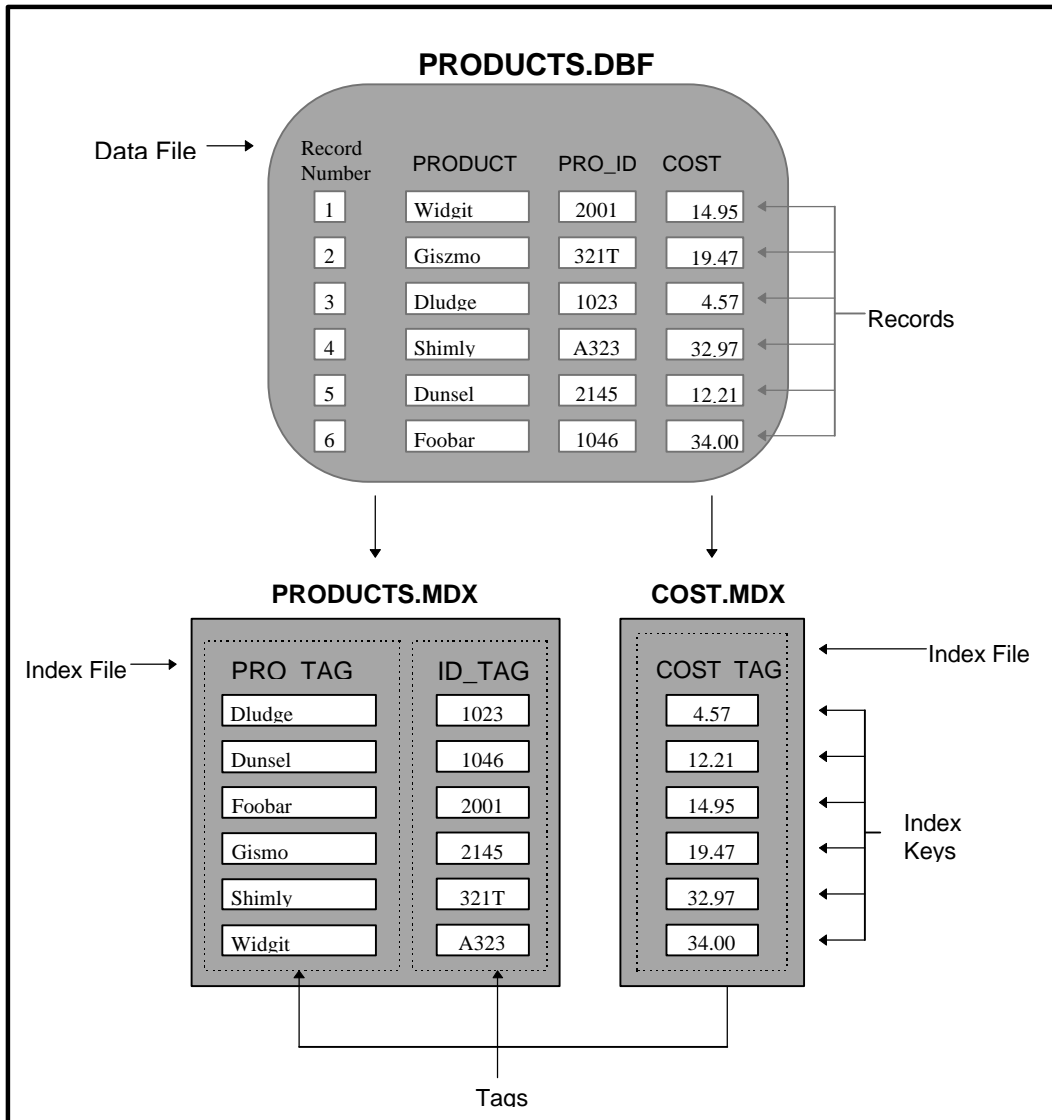 PRODUCTS.DBF
Data File
Record
Number
PRODUCT PRO_ID COST
1 Widgit 2001 14.95
2 Giszmo 321T 19.47
3 Dludge 1023 4.57
4 Shimly A323 32.97
5 Dunsel 2145 12.21
6 Foobar 1046 34.00
Records
PRODUCTS.MDX COST.MDX
Index File
Index File
PRO TAG ID_TAG COST TAG
Dludge 1023 4.57
Dunsel 1046 12.21
Foobar 2001 14.95
Gismo 2145 19.47
Shimly 321T 32.97
Widgit A323 34.00
Index
Keys
Tags